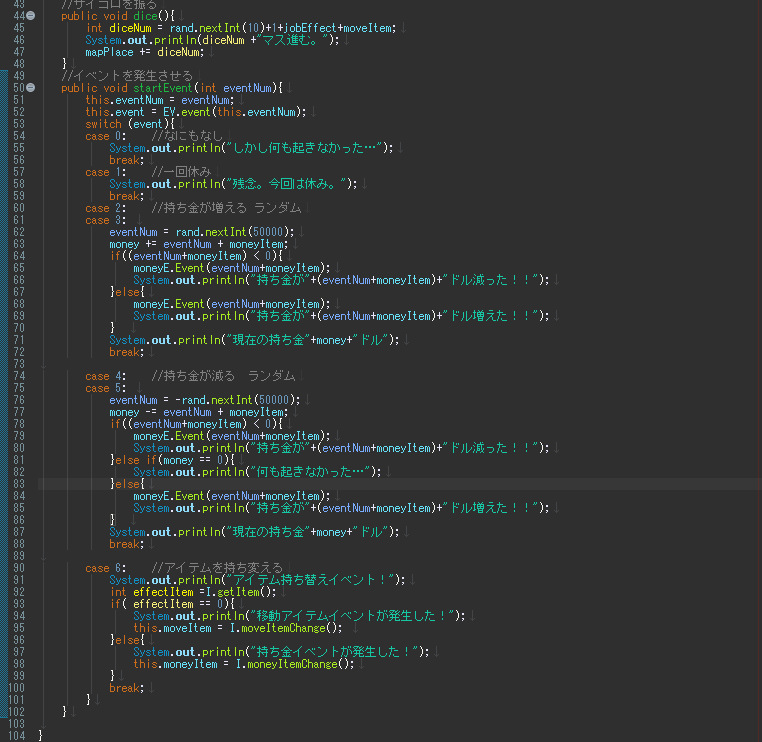 43 //サイコロを振る
44 public void dice(){
45 int diceNum = rand.nextInt(10)+1+jobEffect+moveItem;
46 System.out.println(diceNum +"マス進む。");
47 mapPlace += diceNum;
48 }
49 //イベントを発生させる
50 public void startEvent(int eventNum){
51 this.eventNum = eventNum;
52 this.event = EV.event(this.eventNum);
53 switch (event){
54 case 0: //なにもなし
55 System.out.println("しかし何も起きなかった…");
56 break;
57 case 1: //一回休み
58 System.out.println("残念。今回は休み。");
59 break;
60 case 2: //持ち金が増える ランダム
61 case 3:
62 eventNum = rand.nextInt(50000);
63 money += eventNum + moneyItem;
64 if((eventNum+moneyItem) < 0){
65 moneyE.Event(eventNum+moneyItem);
66 System.out.println("持ち金が"+(eventNum+moneyItem)+"ドル減った！！");
67 }else{
68 moneyE.Event(eventNum+moneyItem);
69 System.out.println("持ち金が"+(eventNum+moneyItem)+"ドル増えた！！");
70 }
71 System.out.println("現在の持ち金"+money+"ドル");
72 break;
73
74 case 4: //持ち金が減る　ランダム
75 case 5:
76 eventNum = -rand.nextInt(50000);
77 money -= eventNum + moneyItem;
78 if((eventNum+moneyItem) < 0){
79 moneyE.Event(eventNum+moneyItem);
80 System.out.println("持ち金が"+(eventNum+moneyItem)+"ドル減った！！");
81 }else if(money == 0){
82 System.out.println("何も起きなかった…");
83 }else{
84 moneyE.Event(eventNum+moneyItem);
85 System.out.println("持ち金が"+(eventNum+moneyItem)+"ドル増えた！！");
86 }
87 System.out.println("現在の持ち金"+money+"ドル");
88 break;
89
90 case 6: //アイテムを持ち変える
91 System.out.println("アイテム持ち替えイベント！");
92 int effectItem =I.getItem();
93 if( effectItem == 0){
94 System.out.println("移動アイテムイベントが発生した！");
95 this.moveItem = I.moveItemChange();
96 }else{
97 System.out.println("持ち金イベントが発生した！");
98 this.moneyItem = I.moneyItemChange();
99 }
100 break;
101 }
102 }
103
104 }